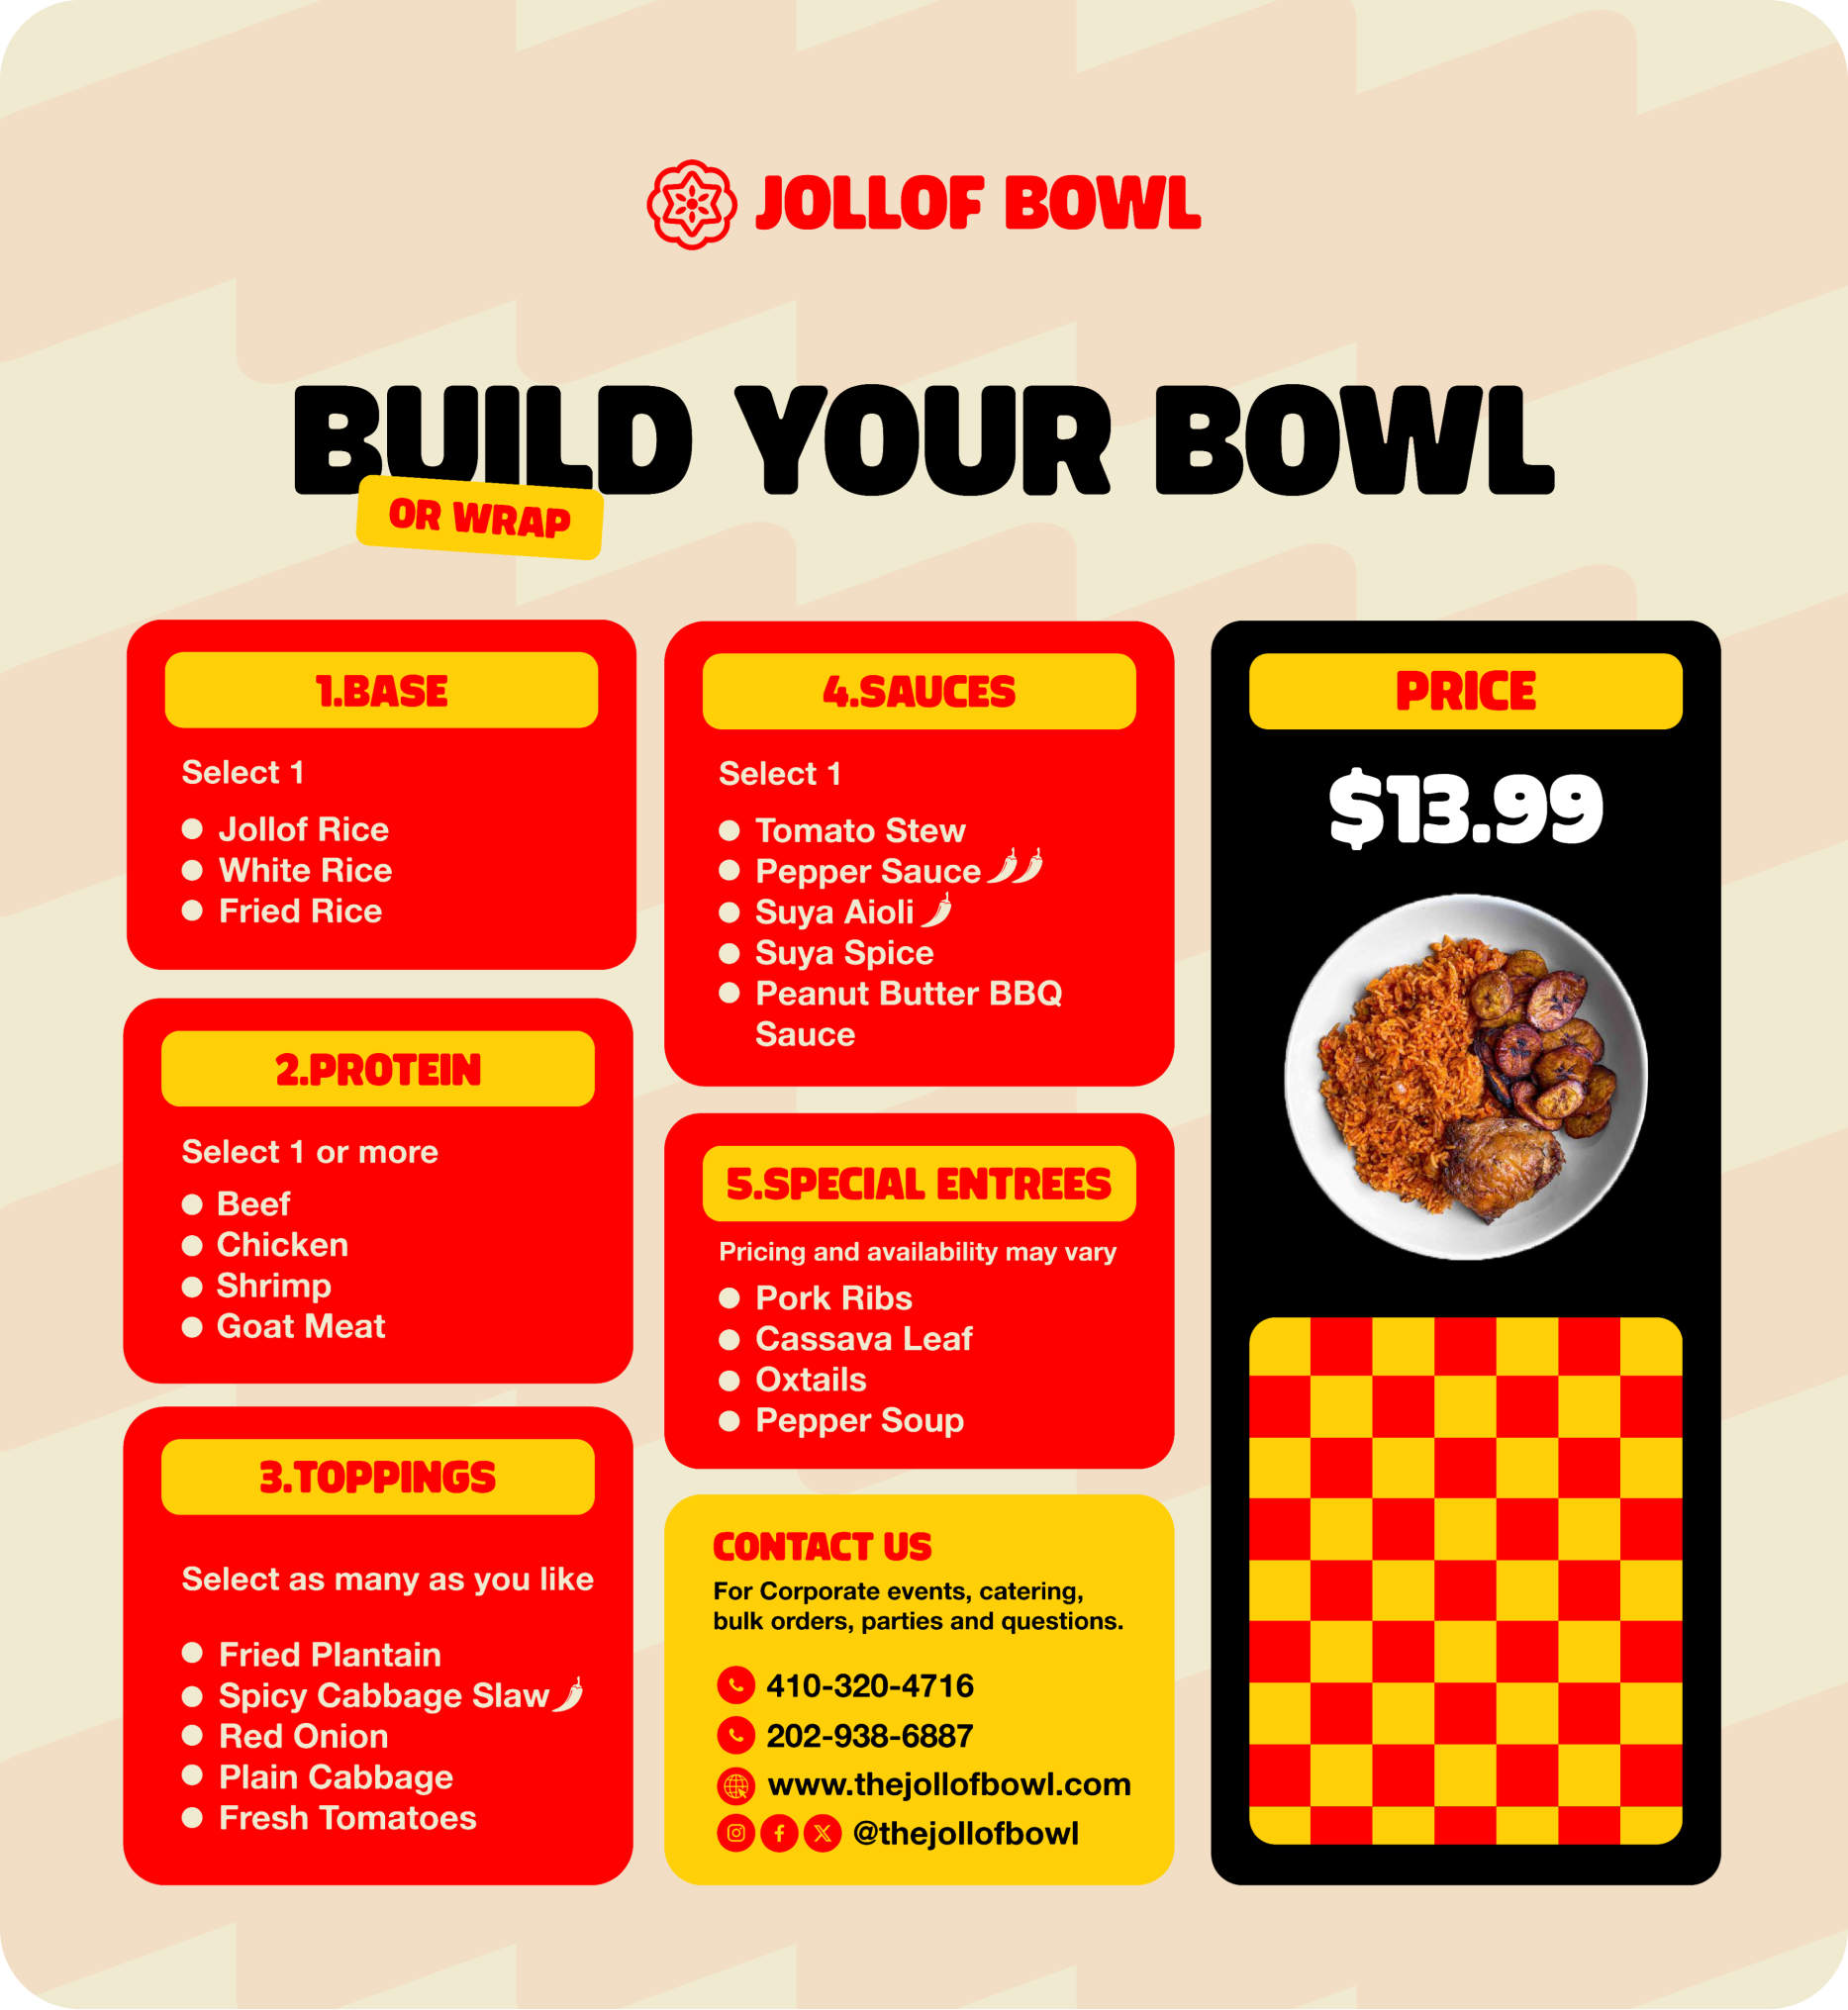 JOLLOF BOWL
BUILD YOUR BOWL
OR WRAP
1.BASE
Select 1
Jollof Rice
White Rice
Fried Rice
2.PROTEIN
Select 1 or more
Beef
Chicken
Shrimp
Goat Meat
3.TOPPINGS
Select as many as you like
Fried Plantain
Spicy Cabbage Slaw
Red Onion
Plain Cabbage
Fresh Tomatoes
4.SAUCES
Select 1
Tomato Stew
Pepper Sauce
Suya Aioli
Suya Spice
Peanut Butter BBQ
Sauce
5.SPECIAL ENTREES
Pricing and availability may vary
Pork Ribs
Cassava Leaf
Oxtails
Pepper Soup
CONTACT US
For Corporate events, catering,
bulk orders, parties and questions.
410-320-4716
202-938-6887
www.thejollofbowl.com
@thejollofbowl
PRICE
$13.99